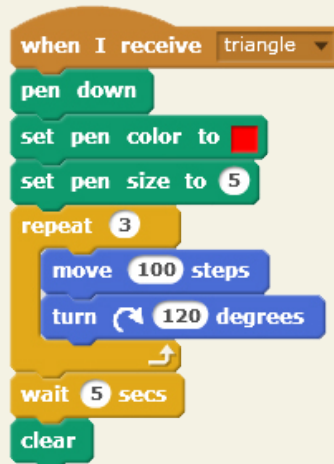 when I receive triangle
pen down
set pen color to
set pen size to 5
repeat 3
move 100 steps
turn 120 degrees
wait 5 secs
clear